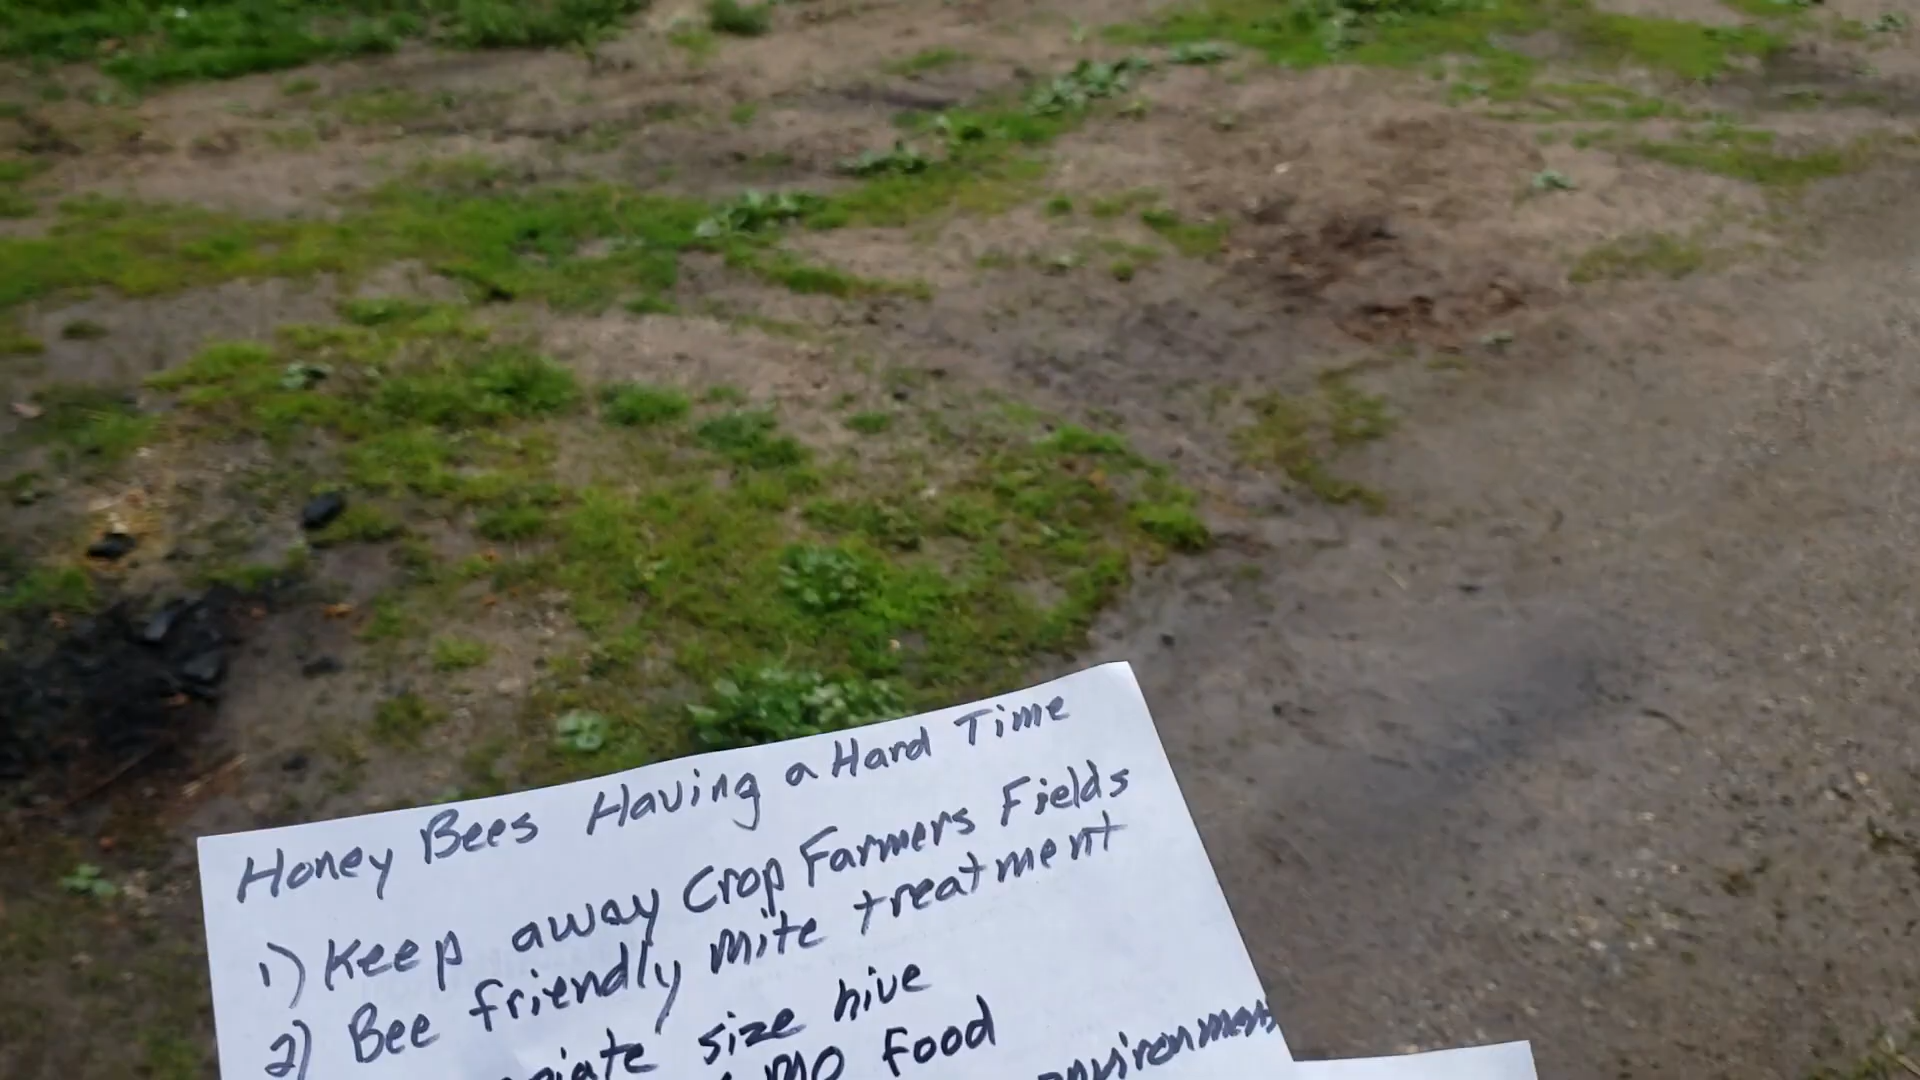 Honey Bees Having a Hard Time
1) Keep away Crop Farmers Fields
2) Bee friendly mite treatment
size hive
food